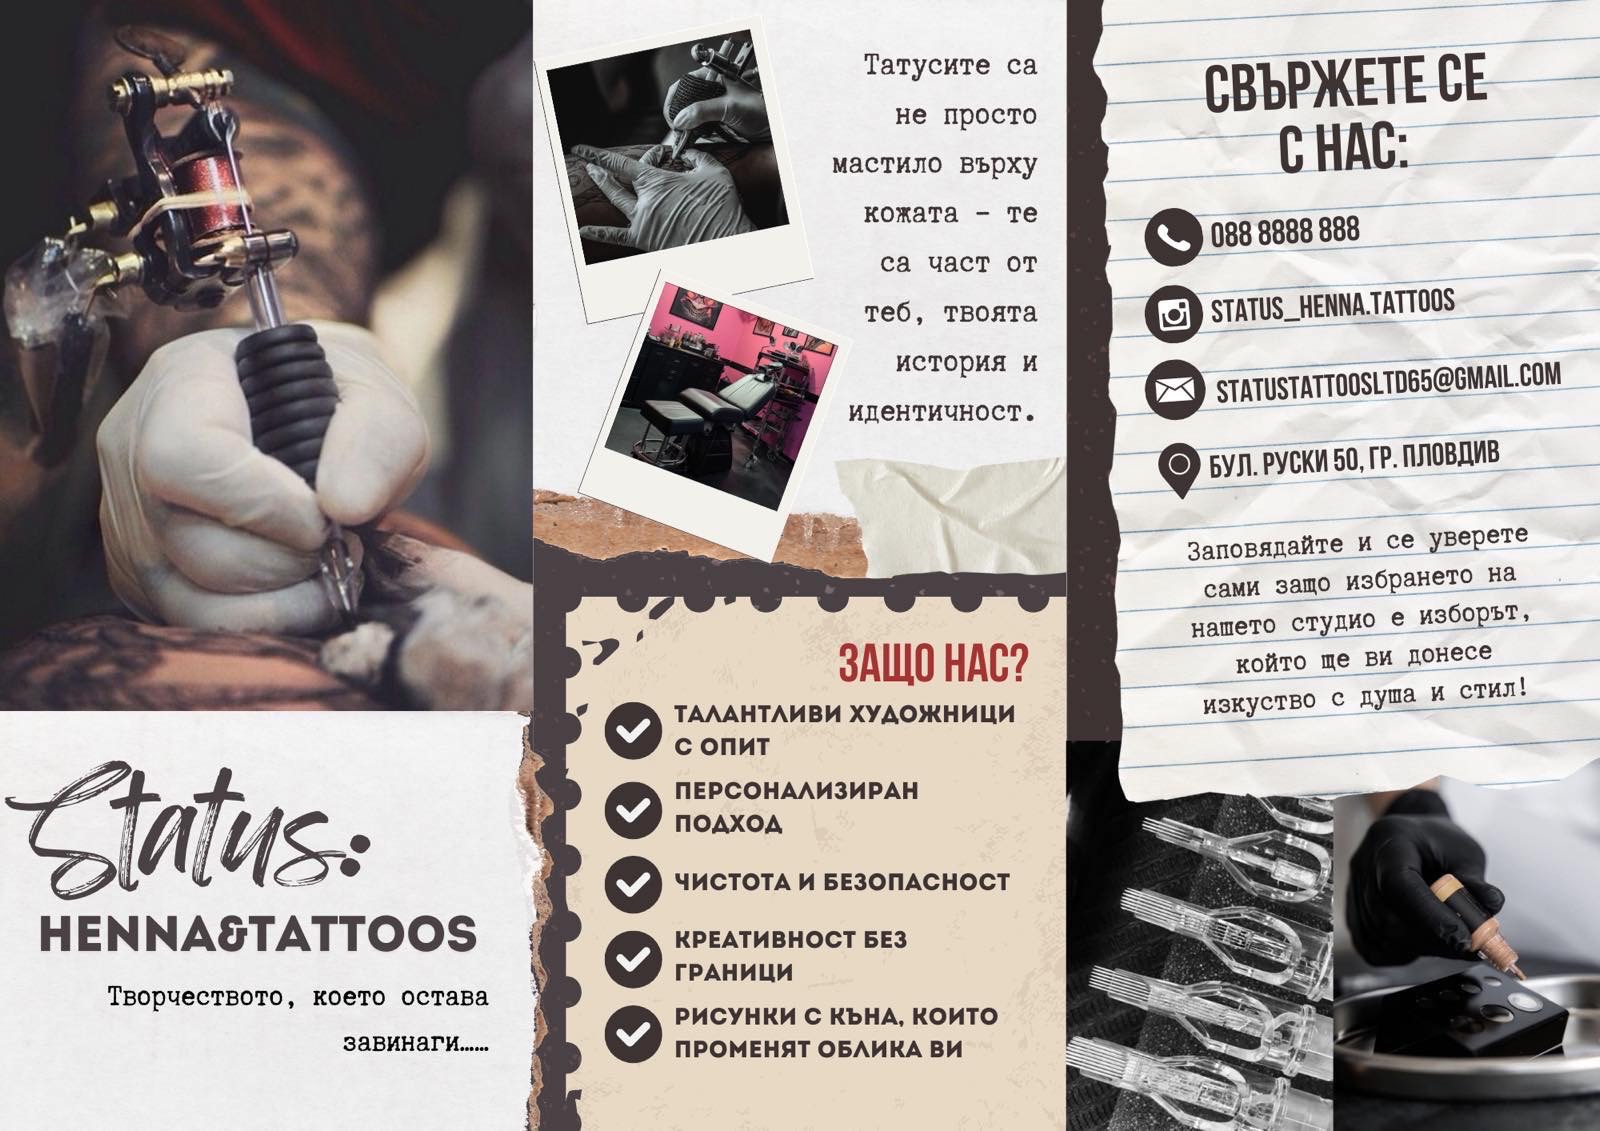 Status:
HENNA&TATTOOS
Творчеството, което остава
завинаги……
Татусите са
не просто
мастило върху
кожата – те
са част от
теб, твоята
история и
идентичност.
ЗАЩО НАС?
ТАЛАНТЛИВИ ХУДОЖНИЦИ
С ОПИТ
ПЕРСОНАЛИЗИРАН
ПОДХОД
ЧИСТОТА И БЕЗОПАСНОСТ
КРЕАТИВНОСТ БЕЗ
ГРАНИЦИ
РИСУНКИ С КЪНА, КОИТО
ПРОМЕНЯТ ОБЛИКА ВИ
СВЪРЖЕТЕ СЕ
С НАС:
088 8888 888
STATUS_HENNA.TATTOOS
STATUSTATTOOSLTD65@GMAIL.COM
БУЛ. РУСКИ 50, ГР. ПЛОВДИВ
Заповядайте и се уверете
сами защо избрането на
нашето студио е изборът,
който ще ви донесе
изкуство с душа и стил!